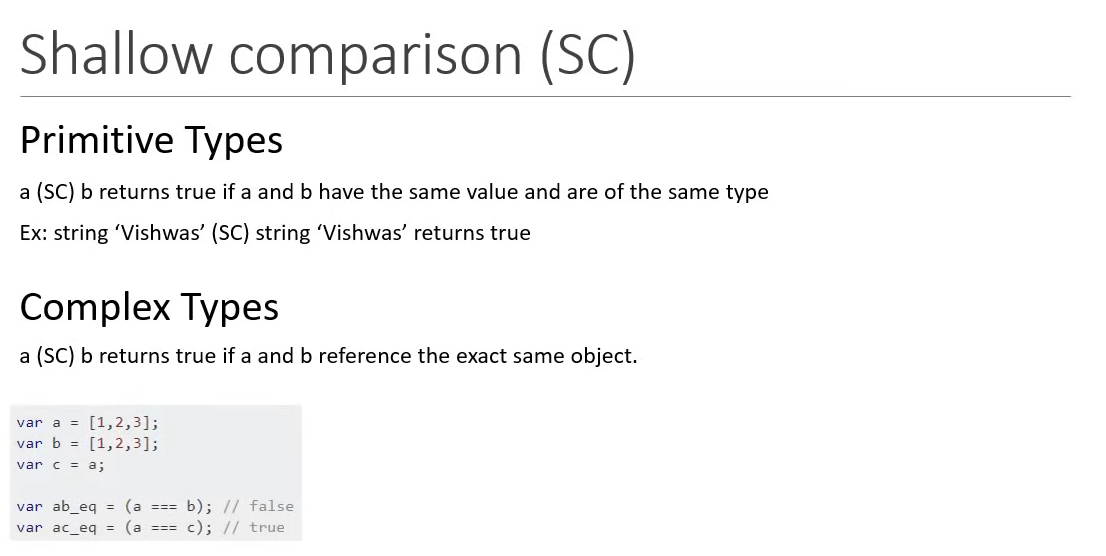 Shallow comparison (SC)
Primitive Types
a (SC) b returns true if a and b have the same value and are of the same type
Ex: string ‘Vishwas’ (SC) string ‘Vishwas’ returns true
Complex Types
a (SC) b returns true if a and b reference the exact same object.
var a = [1,2,3];
var b = [1,2,3];
var c = a;
var ab_eq = (a === b); // false
var ac_eq = (a === c); // true